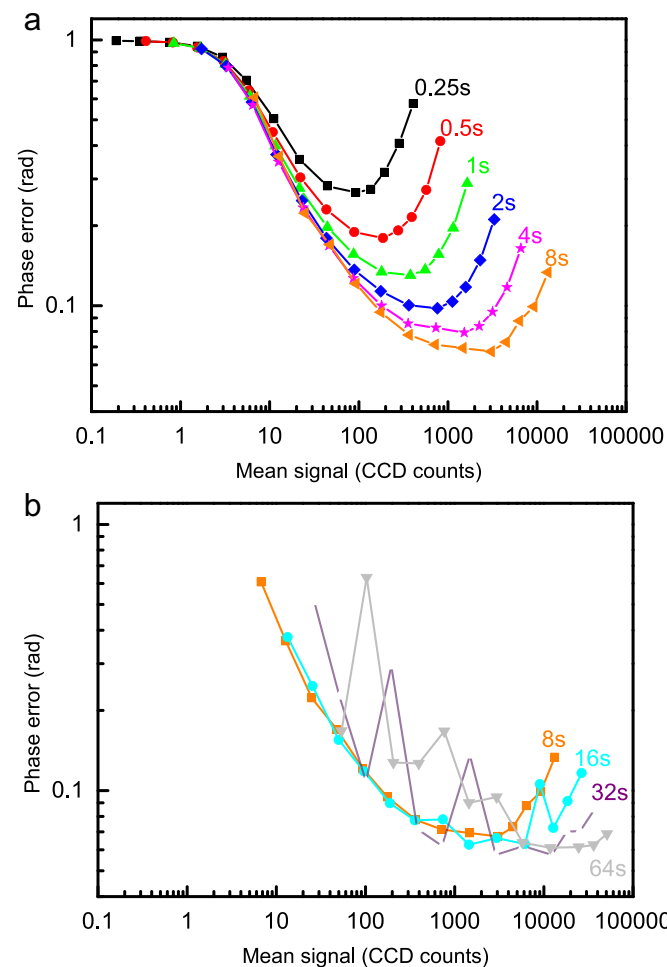 a
1
0.1
Phase error (rad)
0.25s
0.5s
1s
2s
4s
8s
0.1 1 10 100 1000 10000 100000
Mean signal (CCD counts)
b
1
0.1
Phase error (rad)
8s
16s
32s
64s
0.1 1 10 100 1000 10000 100000
Mean signal (CCD counts)